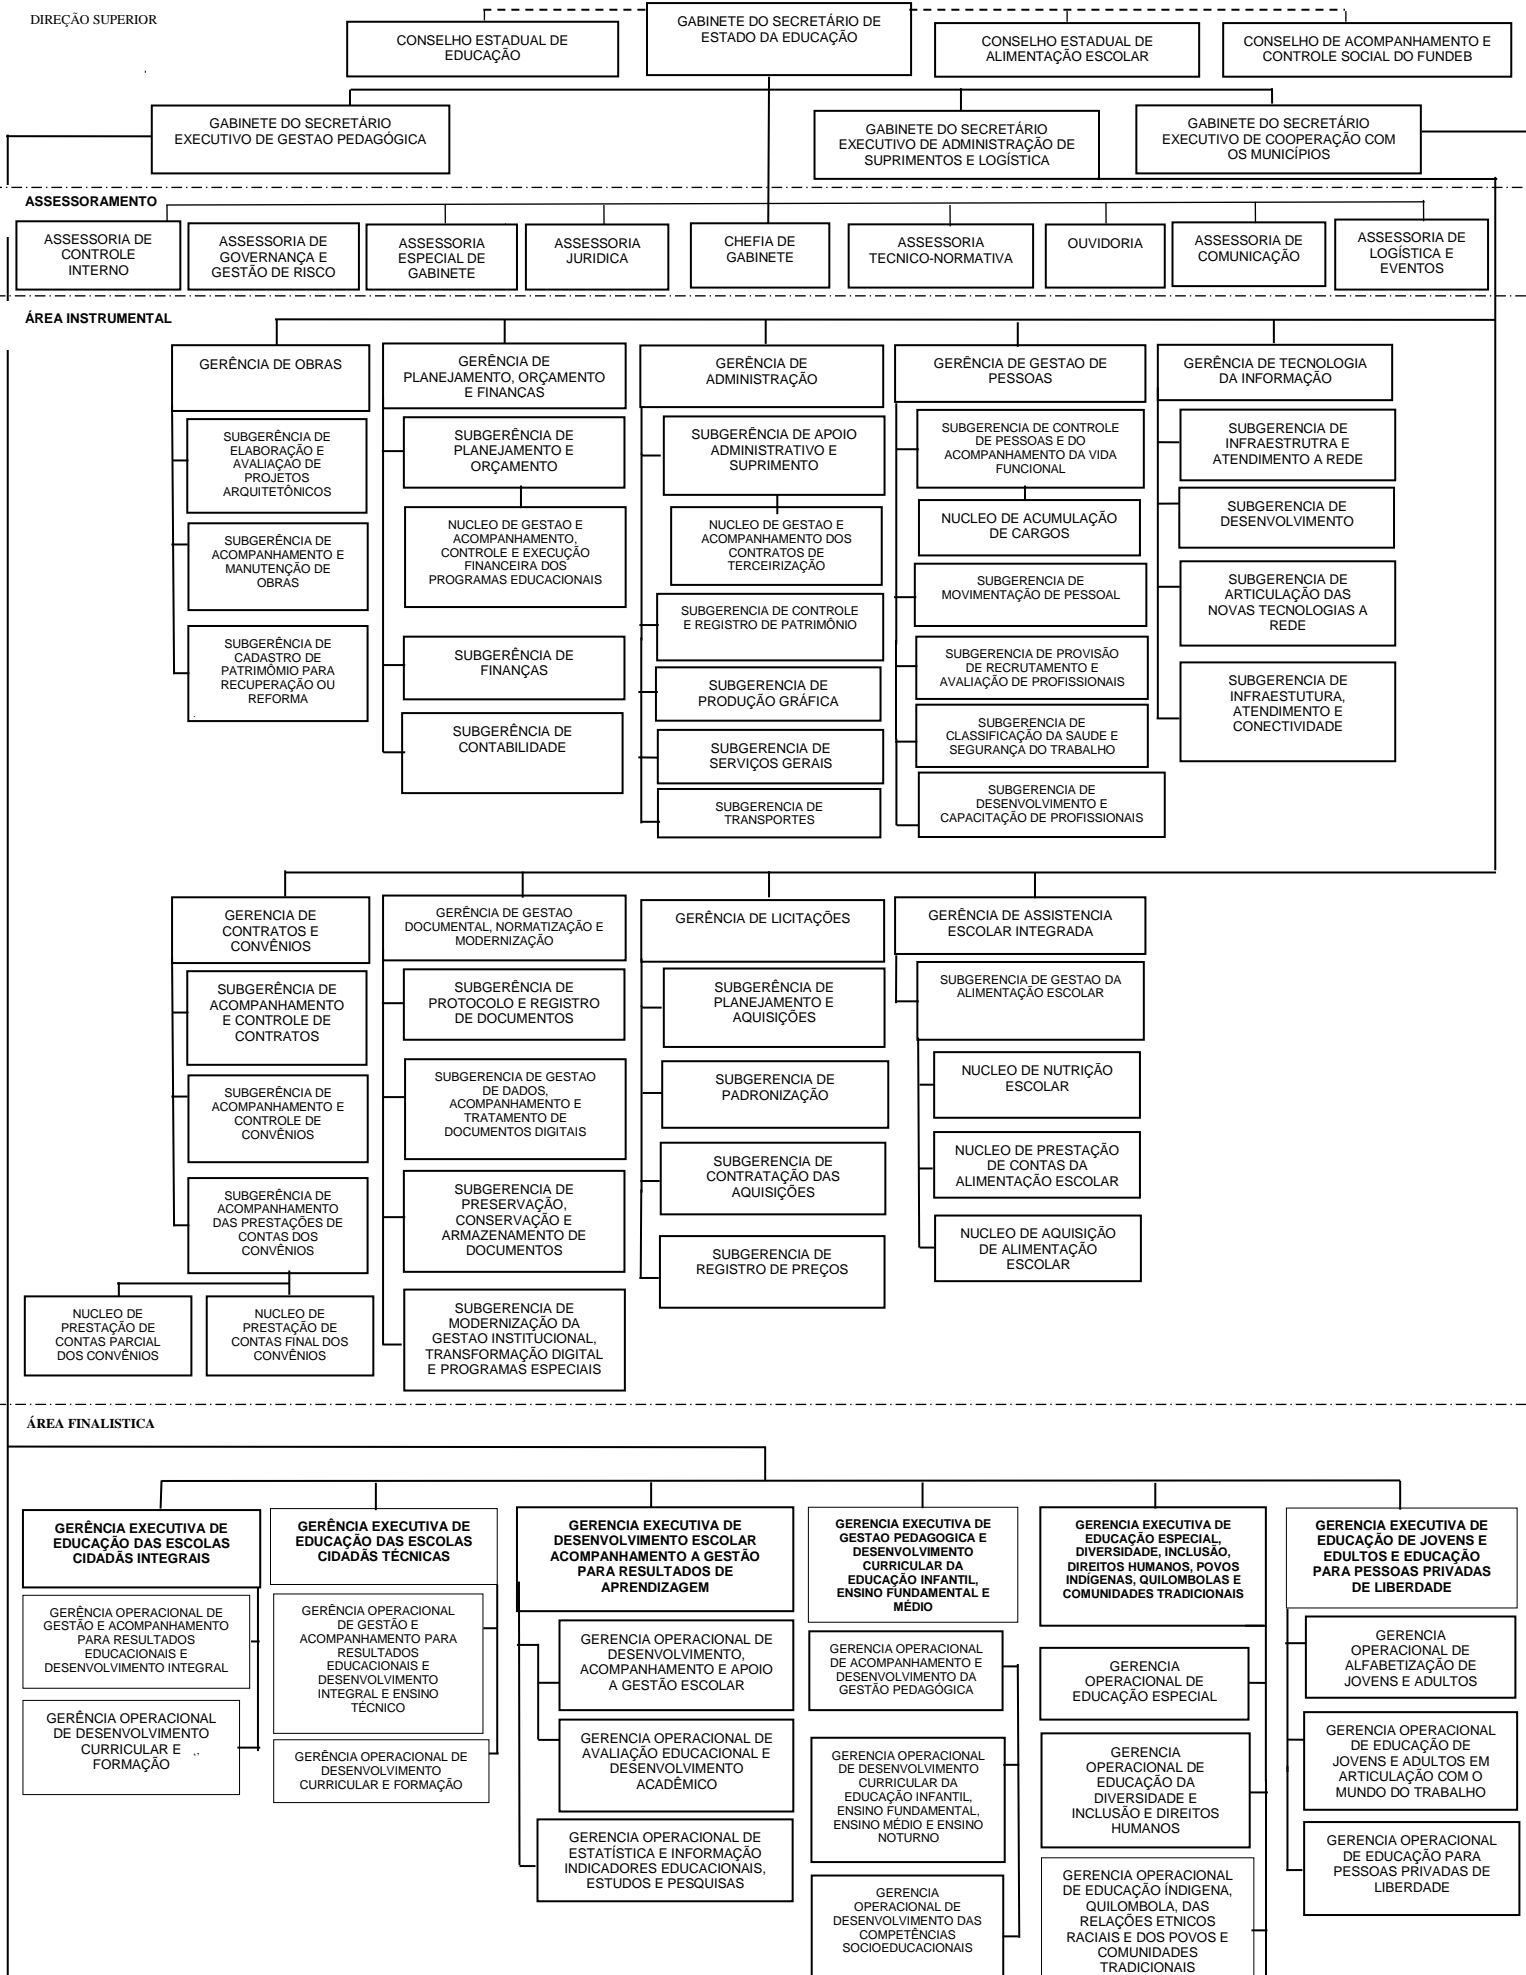 DIREÇÃO SUPERIOR
GABINETE DO SECRETÁRIO DE
ESTADO DA EDUCAÇÃO
CONSELHO ESTADUAL DE
EDUCAÇÃO
CONSELHO ESTADUAL DE
ALIMENTAÇÃO ESCOLAR
CONSELHO DE ACOMPANHAMENTO E
CONTROLE SOCIAL DO FUNDEB
GABINETE DO SECRETÁRIO
EXECUTIVO DE GESTAO PEDAGÓGICA
GABINETE DO SECRETÁRIO
EXECUTIVO DE ADMINISTRAÇÃO DE
SUPRIMENTOS E LOGÍSTICA
GABINETE DO SECRETÁRIO
EXECUTIVO DE COOPERAÇÃO COM
OS MUNICÍPIOS
ASSESSORAMENTO
ASSESSORIA DE
CONTROLE
INTERNO
ASSESSORIA DE
GOVERNANÇA E
GESTÃO DE RISCO
ASSESSORIA
ESPECIAL DE
GABINETE
ASSESSORIA
JURIDICA
CHEFIA DE
GABINETE
ASSESSORIA
TECNICO-NORMATIVA
OUVIDORIA
ASSESSORIA DE
COMUNICAÇÃO
ASSESSORIA DE
LOGÍSTICA E
EVENTOS
ÁREA INSTRUMENTAL
GERÊNCIA DE OBRAS
SUBGERÊNCIA DE
ELABORAÇÃO E
AVALIAÇAO DE
PROJETOS
ARQUITETÔNICOS
SUBGERÊNCIA DE
ACOMPANHAMENTO E
MANUTENÇÃO DE
OBRAS
SUBGERÊNCIA DE
CADASTRO DE
PATRIMÔMIO PARA
RECUPERAÇÃO OU
REFORMA
GERÊNCIA DE
PLANEJAMENTO, ORÇAMENTO
E FINANÇAS
SUBGERÊNCIA DE
PLANEJAMENTO E
ORÇAMENTO
NUCLEO DE GESTAO E
ACOMPANHAMENTO,
CONTROLE E EXECUÇÃO
FINANCEIRA DOS
PROGRAMAS EDUCACIONAIS
SUBGERÊNCIA DE
FINANÇAS
SUBGERÊNCIA DE
CONTABILIDADE
GERÊNCIA DE
ADMINISTRAÇÃO
SUBGERÊNCIA DE APOIO
ADMINISTRATIVO E
SUPRIMENTO
NUCLEO DE GESTAO E
ACOMPANHAMENTO DOS
CONTRATOS DE
TERCEIRIZAÇÃO
SUBGERENCIA DE CONTROLE
E REGISTRO DE PATRIMÔNIO
SUBGERENCIA DE
PRODUÇÃO GRÁFICA
SUBGERENCIA DE
SERVIÇOS GERAIS
SUBGERENCIA DE
TRANSPORTES
GERÊNCIA DE GESTAO DE
PESSOAS
SUBGERENCIA DE CONTROLE
DE PESSOAS E DO
ACOMPANHAMENTO DA VIDA
FUNCIONAL
NUCLEO DE ACUMULAÇÃO
DE CARGOS
SUBGERENCIA DE
MOVIMENTAÇÃO DE PESSOAL
SUBGERENCIA DE PROVISÃO
DE RECRUTAMENTO E
AVALIAÇÃO DE PROFISSIONAIS
SUBGERENCIA DE
CLASSIFICAÇÃO DA SAUDE E
SEGURANÇA DO TRABALHO
SUBGERENCIA DE
DESENVOLVIMENTO E
CAPACITAÇÃO DE PROFISSIONAIS
GERÊNCIA DE TECNOLOGIA
DA INFORMAÇÃO
SUBGERENCIA DE
INFRAESTRUTRA E
ATENDIMENTO A REDE
SUBGERENCIA DE
DESENVOLVIMENTO
SUBGERENCIA DE
ARTICULAÇÃO DAS
NOVAS TECNOLOGIAS A
REDE
SUBGERENCIA DE
INFRAESTUTURA,
ATENDIMENTO E
CONECTIVIDADE
GERENCIA DE
CONTRATOS E
CONVÊNIOS
SUBGERÊNCIA DE
ACOMPANHAMENTO
E CONTROLE DE
CONTRATOS
SUBGERÊNCIA DE
ACOMPANHAMENTO E
CONTROLE DE
CONVÊNIOS
SUBGERÊNCIA DE
ACOMPANHAMENTO
DAS PRESTAÇÕES DE
CONTAS DOS
CONVÊNIOS
NUCLEO DE
PRESTAÇÃO DE
CONTAS PARCIAL
DOS CONVÊNIOS
NUCLEO DE
PRESTAÇÃO DE
CONTAS FINAL DOS
CONVÊNIOS
GERÊNCIA DE GESTAO
DOCUMENTAL, NORMATIZAÇÃO E
MODERNIZAÇÃO
SUBGERÊNCIA DE
PROTOCOLO E REGISTRO
DE DOCUMENTOS
SUBGERENCIA DE GESTAO
DE DADOS,
ACOMPANHAMENTO E
TRATAMENTO DE
DOCUMENTOS DIGITAIS
SUBGERENCIA DE
PRESERVAÇÃO,
CONSERVAÇÃO E
ARMAZENAMENTO DE
DOCUMENTOS
SUBGERENCIA DE
MODERNIZAÇÃO DA
GESTAO INSTITUCIONAL,
TRANSFORMAÇÃO DIGITAL
E PROGRAMAS ESPECIAIS
GERÊNCIA DE LICITAÇÕES
SUBGERÊNCIA DE
PLANEJAMENTO E
AQUISIÇÕES
SUBGERENCIA DE
PADRONIZAÇÃO
SUBGERENCIA DE
CONTRATAÇÃO DAS
AQUISIÇÕES
SUBGERENCIA DE
REGISTRO DE PREÇOS
GERÊNCIA DE ASSISTENCIA
ESCOLAR INTEGRADA
SUBGERENCIA DE GESTAO DA
ALIMENTAÇÃO ESCOLAR
NUCLEO DE NUTRIÇÃO
ESCOLAR
NUCLEO DE PRESTAÇÃO
DE CONTAS DA
ALIMENTAÇÃO ESCOLAR
NUCLEO DE AQUISIÇÃO
DE ALIMENTAÇÃO
ESCOLAR
ÁREA FINALISTICA
GERÊNCIA EXECUTIVA DE
EDUCAÇÃO DAS ESCOLAS
CIDADÃS INTEGRAIS
GERÊNCIA OPERACIONAL DE
GESTÃO E ACOMPANHAMENTO
PARA RESULTADOS
EDUCACIONAIS E
DESENVOLVIMENTO INTEGRAL
GERÊNCIA OPERACIONAL
DE DESENVOLVIMENTO
CURRICULAR E
FORMAÇÃO
GERÊNCIA EXECUTIVA DE
EDUCAÇÃO DAS ESCOLAS
CIDADÃS TÉCNICAS
GERÊNCIA OPERACIONAL
DE GESTÃO E
ACOMPANHAMENTO PARA
RESULTADOS
EDUCACIONAIS E
DESENVOLVIMENTO
INTEGRAL E ENSINO
TÉCNICO
GERÊNCIA OPERACIONAL DE
DESENVOLVIMENTO
CURRICULAR E FORMAÇÃO
GERENCIA EXECUTIVA DE
DESENVOLVIMENTO ESCOLAR
ACOMPANHAMENTO A GESTÃO
PARA RESULTADOS DE
APRENDIZAGEM
GERENCIA OPERACIONAL DE
DESENVOLVIMENTO,
ACOMPANHAMENTO E APOIO
A GESTÃO ESCOLAR
GERENCIA OPERACIONAL DE
AVALIAÇÃO EDUCACIONAL E
DESENVOLVIMENTO
ACADÊMICO
GERENCIA OPERACIONAL DE
ESTATÍSTICA E INFORMAÇÃO
INDICADORES EDUCACIONAIS,
ESTUDOS E PESQUISAS
GERENCIA EXECUTIVA DE
GESTAO PEDAGOGICA E
DESENVOLVIMENTO
CURRICULAR DA
EDUCAÇÃO INFANTIL,
ENSINO FUNDAMENTAL E
MÉDIO
GERENCIA OPERACIONAL
DE ACOMPANHAMENTO E
DESENVOLVIMENTO DA
GESTÃO PEDAGÓGICA
GERENCIA OPERACIONAL
DE DESENVOLVIMENTO
CURRICULAR DA
EDUCAÇÃO INFANTIL,
ENSINO FUNDAMENTAL,
ENSINO MÉDIO E ENSINO
NOTURNO
GERENCIA
OPERACIONAL DE
DESENVOLVIMENTO DAS
COMPETÊNCIAS
SOCIOEDUCACIONAIS
GERENCIA EXECUTIVA DE
EDUCAÇÃO ESPECIAL,
DIVERSIDADE, INCLUSÃO,
DIREITOS HUMANOS, POVOS
INDÍGENAS, QUILOMBOLAS E
COMUNIDADES TRADICIONAIS
GERENCIA
OPERACIONAL DE
EDUCAÇÃO ESPECIAL
GERENCIA
OPERACIONAL DE
EDUCAÇÃO DA
DIVERSIDADE E
INCLUSÃO E DIREITOS
HUMANOS
GERENCIA OPERACIONAL
DE EDUCAÇÃO ÍNDIGENA,
QUILOMBOLA, DAS
RELAÇÕES ETNICOS
RACIAIS E DOS POVOS E
COMUNIDADES
TRADICIONAIS
GERENCIA EXECUTIVA DE
EDUCAÇÃO DE JOVENS E
EDULTOS E EDUCAÇÃO
PARA PESSOAS PRIVADAS
DE LIBERDADE
GERENCIA
OPERACIONAL DE
ALFABETIZAÇÃO DE
JOVENS E ADULTOS
GERENCIA OPERACIONAL
DE EDUCAÇÃO DE
JOVENS E ADULTOS EM
ARTICULAÇÃO COM O
MUNDO DO TRABALHO
GERENCIA OPERACIONAL
DE EDUCAÇÃO PARA
PESSOAS PRIVADAS DE
LIBERDADE